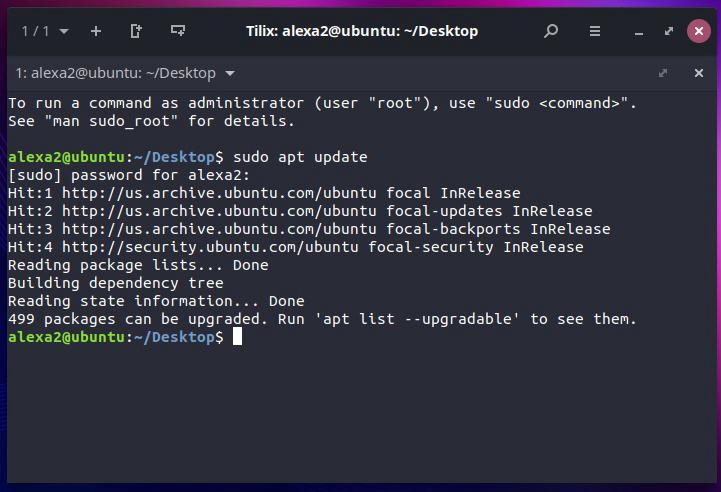 1 / 1
Tilix: alexa2@ubuntu: ~/Desktop
1: alexa2@ubuntu: ~/Desktop
To run a command as administrator (user "root"), use "sudo <command>".
See "man sudo_root" for details.
alexa2@ubuntu:~/Desktop$ sudo apt update
[sudo] password for alexa2:
Hit:1 http://us.archive.ubuntu.com/ubuntu focal InRelease
Hit:2 http://us.archive.ubuntu.com/ubuntu focal-updates InRelease
Hit:3 http://us.archive.ubuntu.com/ubuntu focal-backports InRelease
Hit:4 http://security.ubuntu.com/ubuntu focal-security InRelease
Reading package lists... Done
Building dependency tree
Reading state information... Done
499 packages can be upgraded. Run 'apt list --upgradable' to see them.
alexa2@ubuntu:~/Desktop$